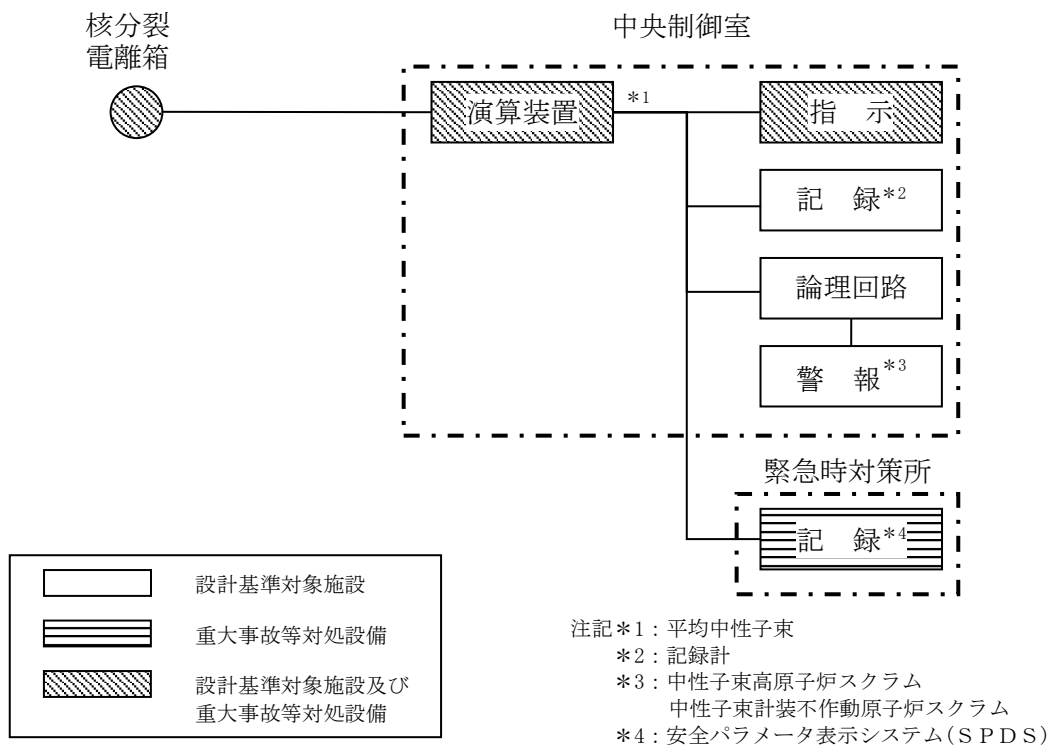 核分裂
電離箱
中央制御室
演算装置
*1
指　示
記　録*2
論理回路
警　報*3
緊急時対策所
記　録*4
設計基準対象施設
重大事故等対処設備
設計基準対象施設及び
重大事故等対処設備
注記*1：平均中性子束
*2：記録計
*3：中性子束高原子炉スクラム
中性子束計装不作動原子炉スクラム
*4：安全パラメータ表示システム(ＳＰＤＳ)